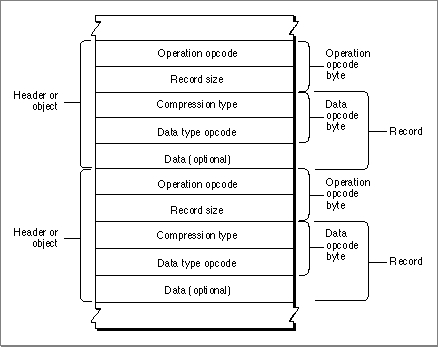 Operation opcode
Record size
Compression type
Data type opcode
Data (optional)
Operation opcode
Record size
Compression type
Data type opcode
Data (optional)
Header or
object
Header or
object
Operation
opcode
byte
Data
opcode
byte
Record
Operation
opcode
byte
Data
opcode
byte
Record